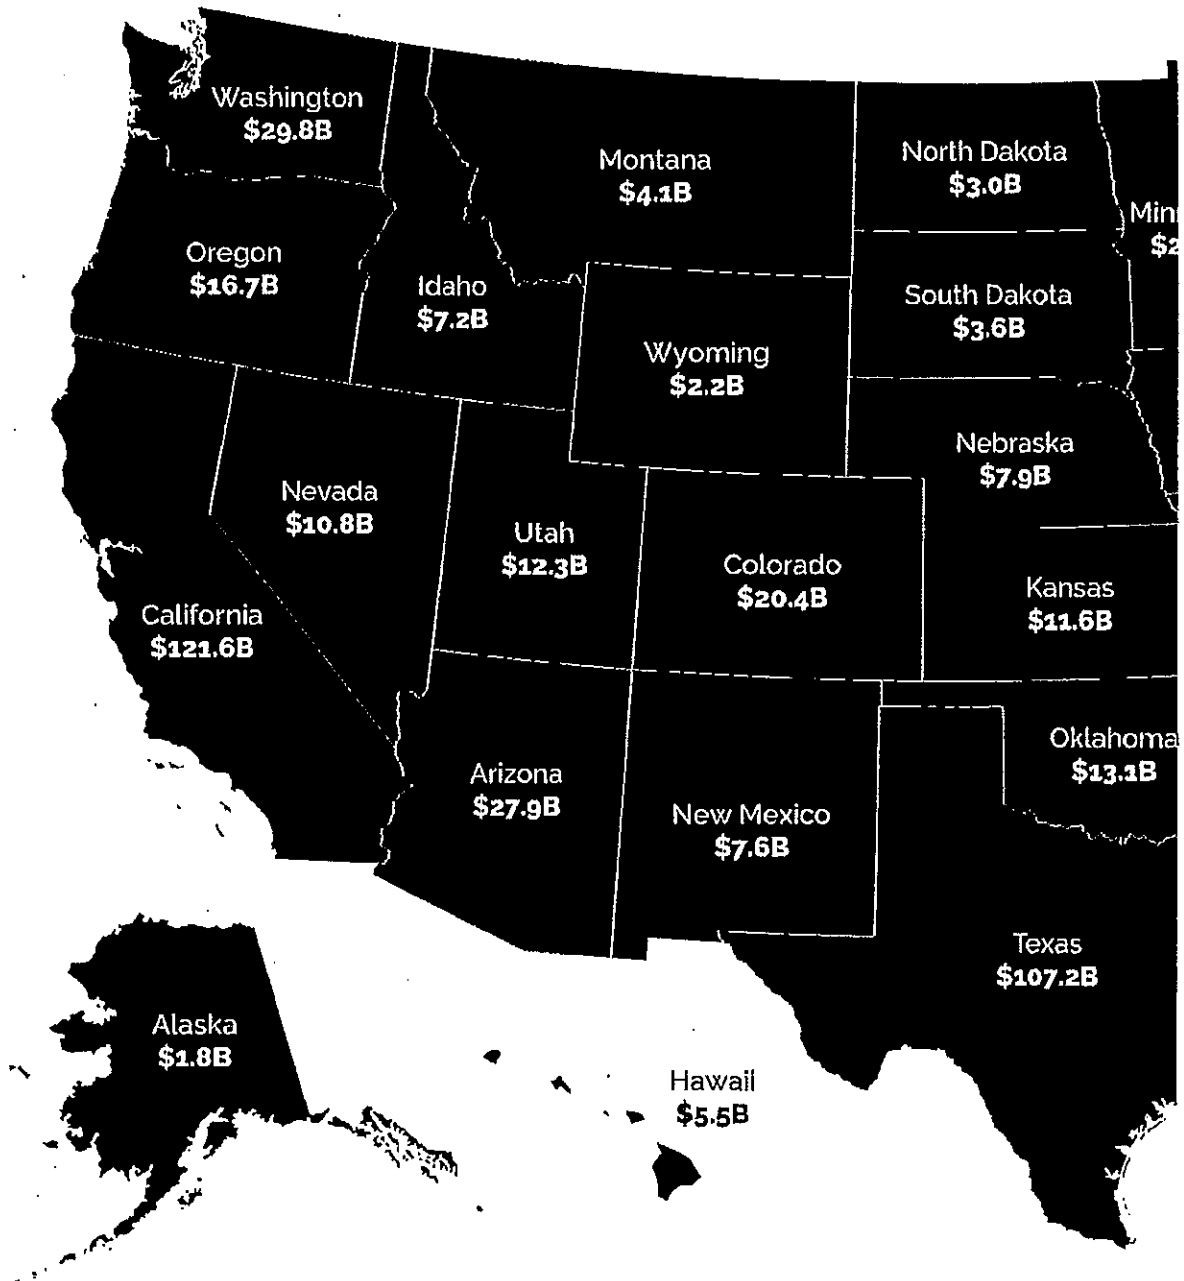 Washington
$29.8B
Montana
$4.1B
North Dakota
$3.0B
Oregon
$16.7B
Idaho
$7.2B
South Dakota
$3.6B
Wyoming
$2.2B
Nebraska
$7.9B
Nevada
$10.8B
Utah
$12.3B
Colorado
$20.4B
Kansas
$11.6B
California
$121.6B
Oklahoma
$13.1B
Arizona
$27.9B
New Mexico
$7.6B
Texas
$107.2B
Alaska
$1.8B
Hawaii
$5.5B